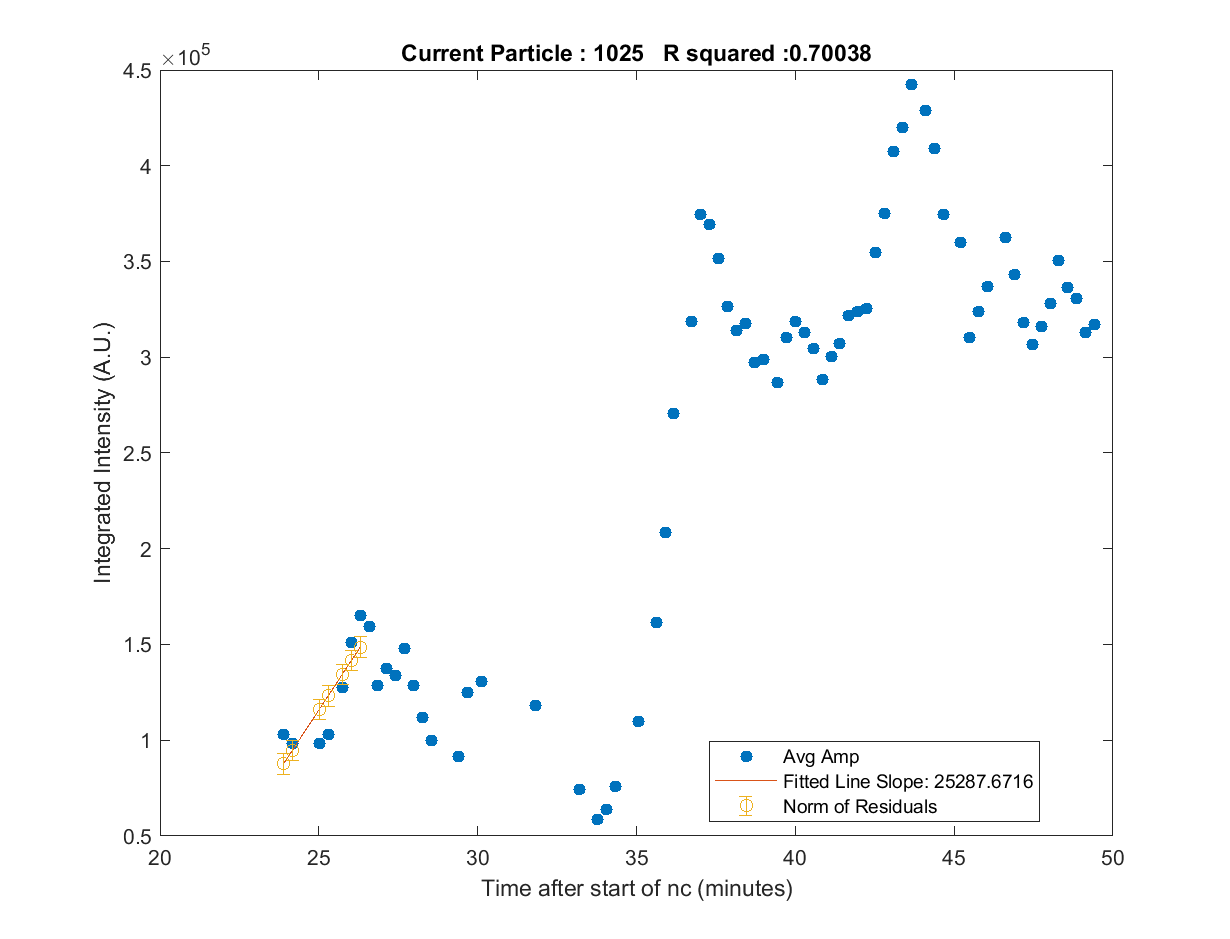 Current Particle : 1025 R squared :0.70038
×10^5
4.5
4
3.5
3
2.5
2
1.5
1
0.5
20 25 30 35 40 45 50
Integrated Intensity (A.U.)
Time after start of nc (minutes)
Avg Amp
Fitted Line Slope: 25287.6716
Norm of Residuals